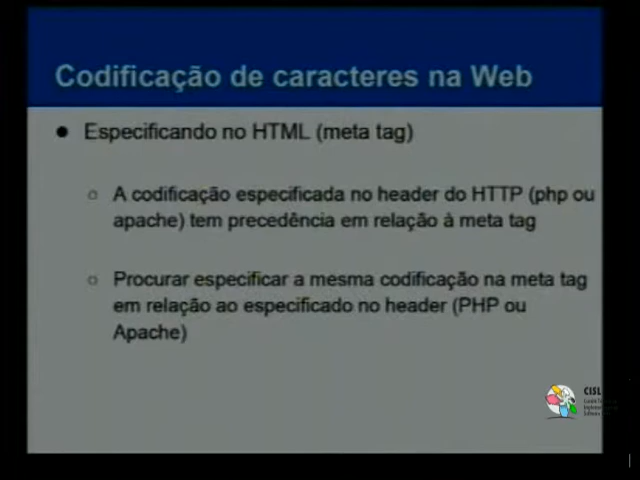 Codificação de caracteres na Web
Especificando no HTML (meta tag)
A codificação especificada no header do HTTP (php ou
apache) tem precedência em relação à meta tag
Procurar especificar a mesma codificação na meta tag
em relação ao especificado no header (PHP ou
Apache)
CISL